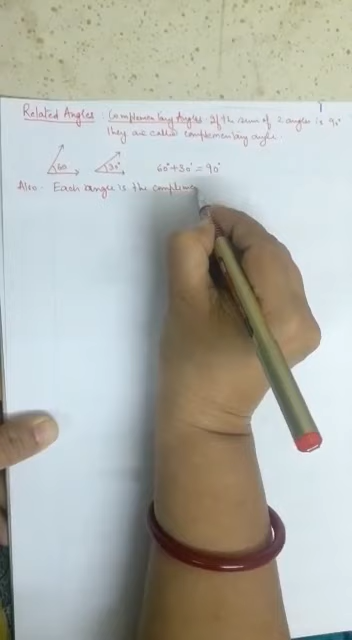 Related Angles : Complementary Angles : If the sum of 2 angles is 90°
They are called complementary angle.
60° 30° 60°+30° = 90°
Also - Each angle is the compleme